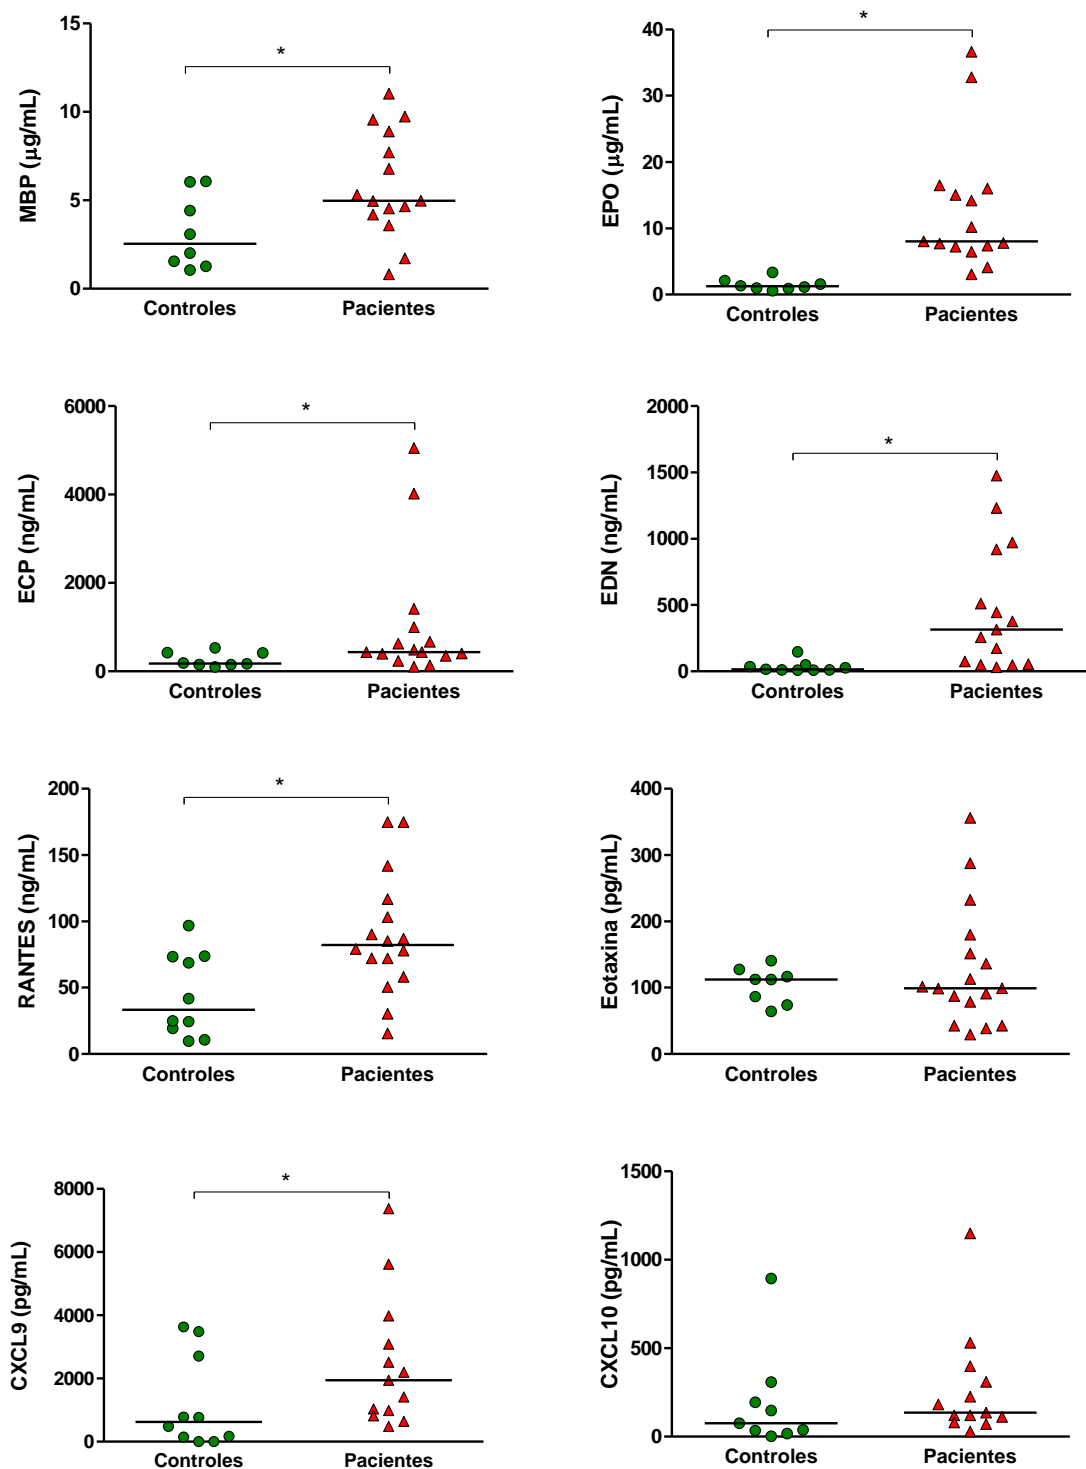 MBP (µg/mL)
15
10
5
0
*
Controles
Pacientes
EPO (µg/mL)
40
30
20
10
0
*
Controles
Pacientes
ECP (ng/mL)
6000
4000
2000
0
*
Controles
Pacientes
EDN (ng/mL)
2000
1500
1000
500
0
*
Controles
Pacientes
RANTES (ng/mL)
200
150
100
50
0
*
Controles
Pacientes
Eotaxina (pg/mL)
400
300
200
100
0
Controles
Pacientes
CXCL9 (pg/mL)
8000
6000
4000
2000
0
*
Controles
Pacientes
CXCL10 (pg/mL)
1500
1000
500
0
Controles
Pacientes